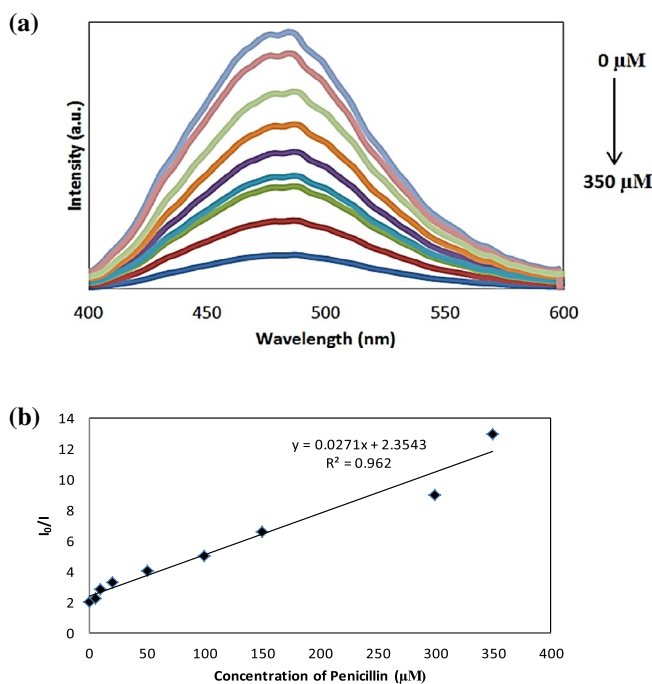 (a)
Intensity (a.u.)
0 µM
350 µM
400 450 500 550 600
Wavelength (nm)
(b)
14
12
10
8
6
4
2
0
I₀/I
y = 0.0271x + 2.3543
R² = 0.962
0 50 100 150 200 250 300 350 400
Concentration of Penicillin (µM)